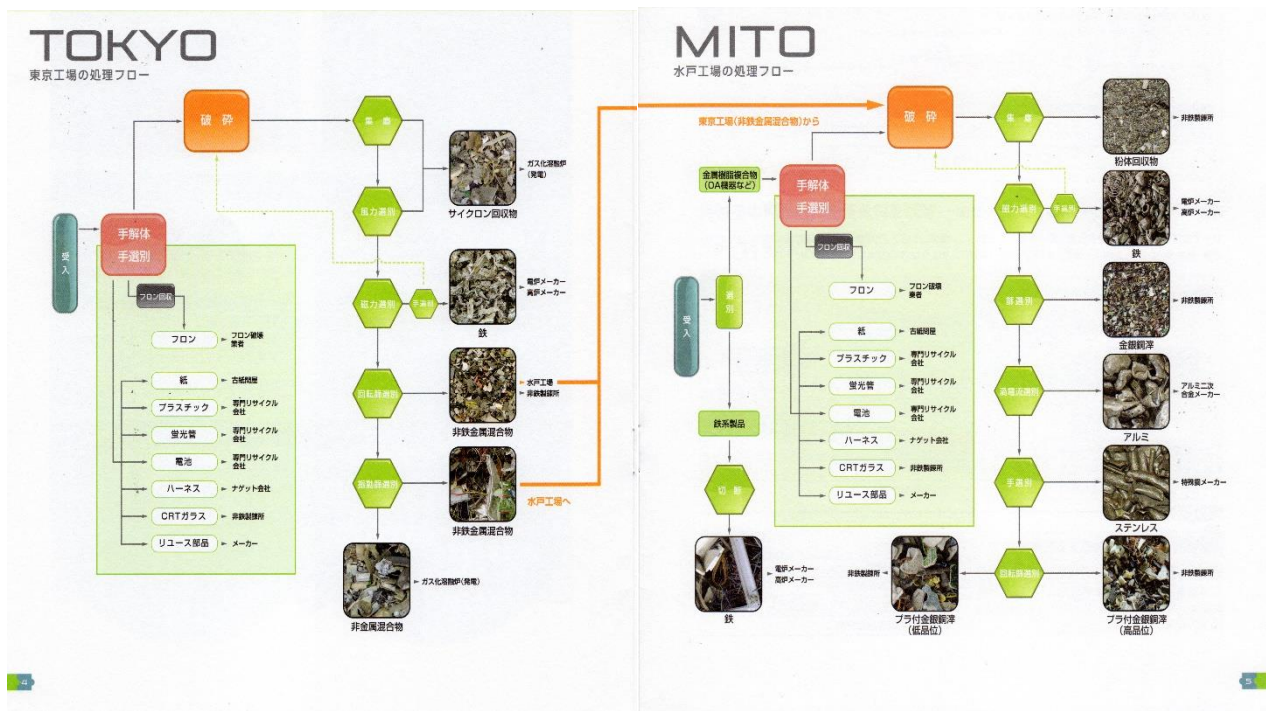 TOKYO
東京工場の処理フロー
破砕
集塵
サイクロン回収物
ガス化溶融炉
(発電)
風力選別
受入
手解体
手選別
フロン回収
磁力選別
手選別
鉄
電炉メーカー
高炉メーカー
フロン
フロン破壊
業者
紙
古紙問屋
プラスチック
専門リサイクル
会社
蛍光管
専門リサイクル
会社
電池
専門リサイクル
会社
ハーネス
ナゲット会社
CRTガラス
非鉄製錬所
リユース部品
メーカー
回転篩選別
非鉄金属混合物
水戸工場
非鉄製錬所
振動篩選別
非鉄金属混合物
水戸工場へ
非金属混合物
ガス化溶融炉(発電)
4
MITO
水戸工場の処理フロー
東京工場(非鉄金属混合物)から
破砕
集塵
粉体回収物
非鉄製錬所
金属樹脂複合物
(OA機器など)
手解体
手選別
フロン回収
風力選別
手選別
鉄
電炉メーカー
高炉メーカー
受入
選別
フロン
フロン破壊
業者
紙
古紙問屋
プラスチック
専門リサイクル
会社
蛍光管
専門リサイクル
会社
電池
専門リサイクル
会社
ハーネス
ナゲット会社
CRTガラス
非鉄製錬所
リユース部品
メーカー
篩選別
金銀銅滓
非鉄製錬所
渦電流選別
アルミ
アルミ二次
合金メーカー
鉄系製品
切断
鉄
電炉メーカー
高炉メーカー
手選別
ステンレス
特殊鋼メーカー
回転篩選別
非鉄製錬所
プラ付金銀銅滓
(低品位)
プラ付金銀銅滓
(高品位)
非鉄製錬所
5